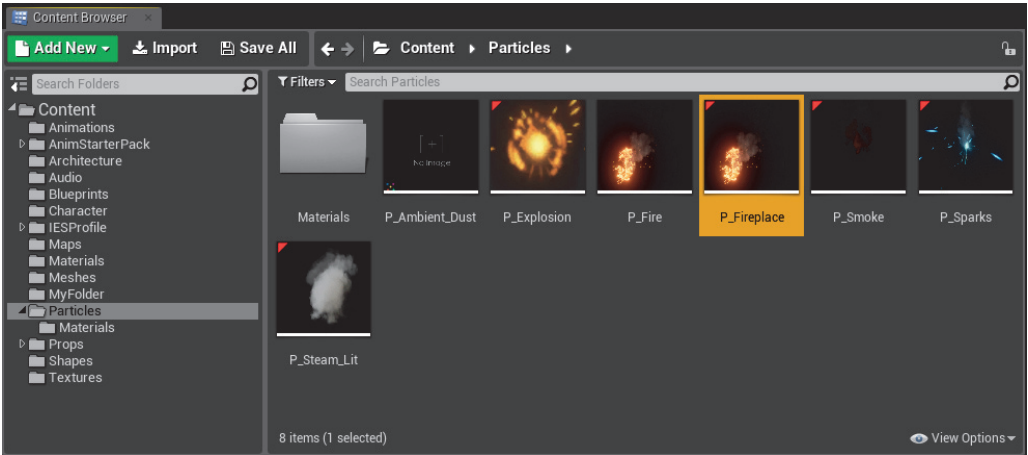 Content Browser
Add New Import Save All Content Particles
Search Folders
Filters Search Particles
Content
Animations
AnimStarterPack
Architecture
Audio
Blueprints
Character
IESProfile
Maps
Materials
Meshes
MyFolder
Particles
Materials
Props
Shapes
Textures
No Image
Materials P_Ambient_Dust P_Explosion P_Fire P_Fireplace P_Smoke P_Sparks
P_Steam_Lit
8 items (1 selected) View Options